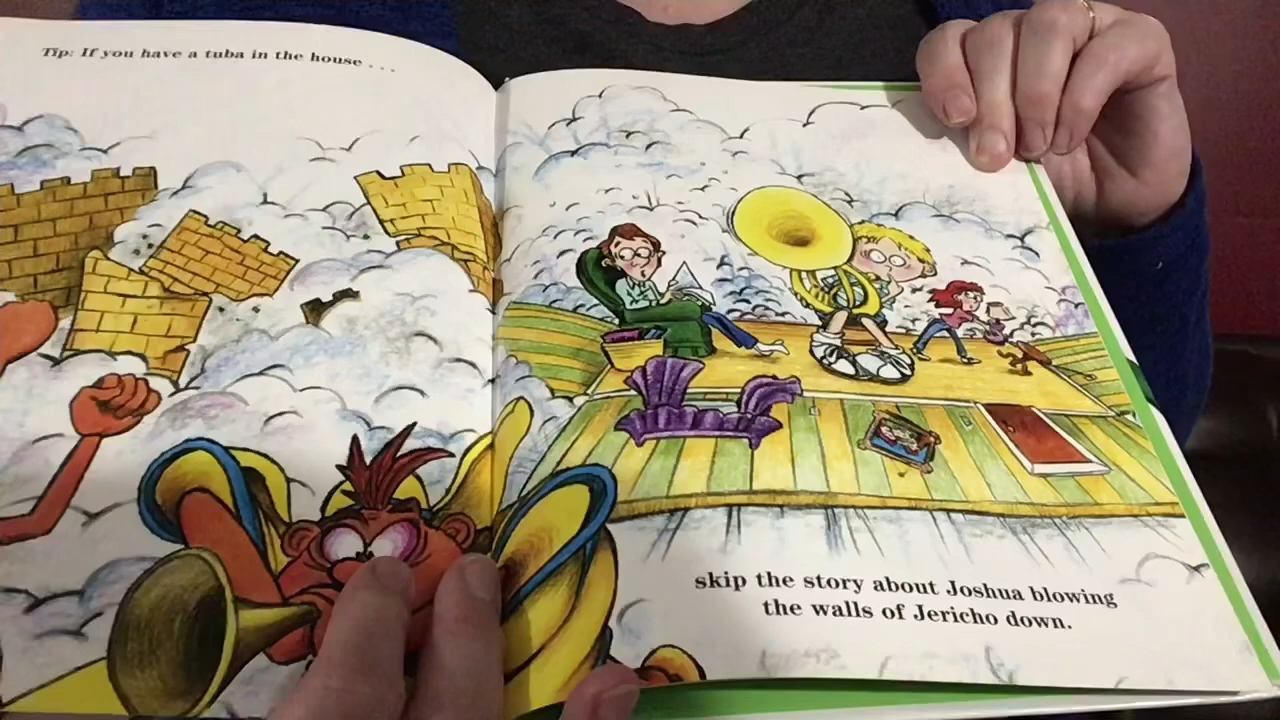 Tip: If you have a tuba in the house . . .
skip the story about Joshua blowing
the walls of Jericho down.